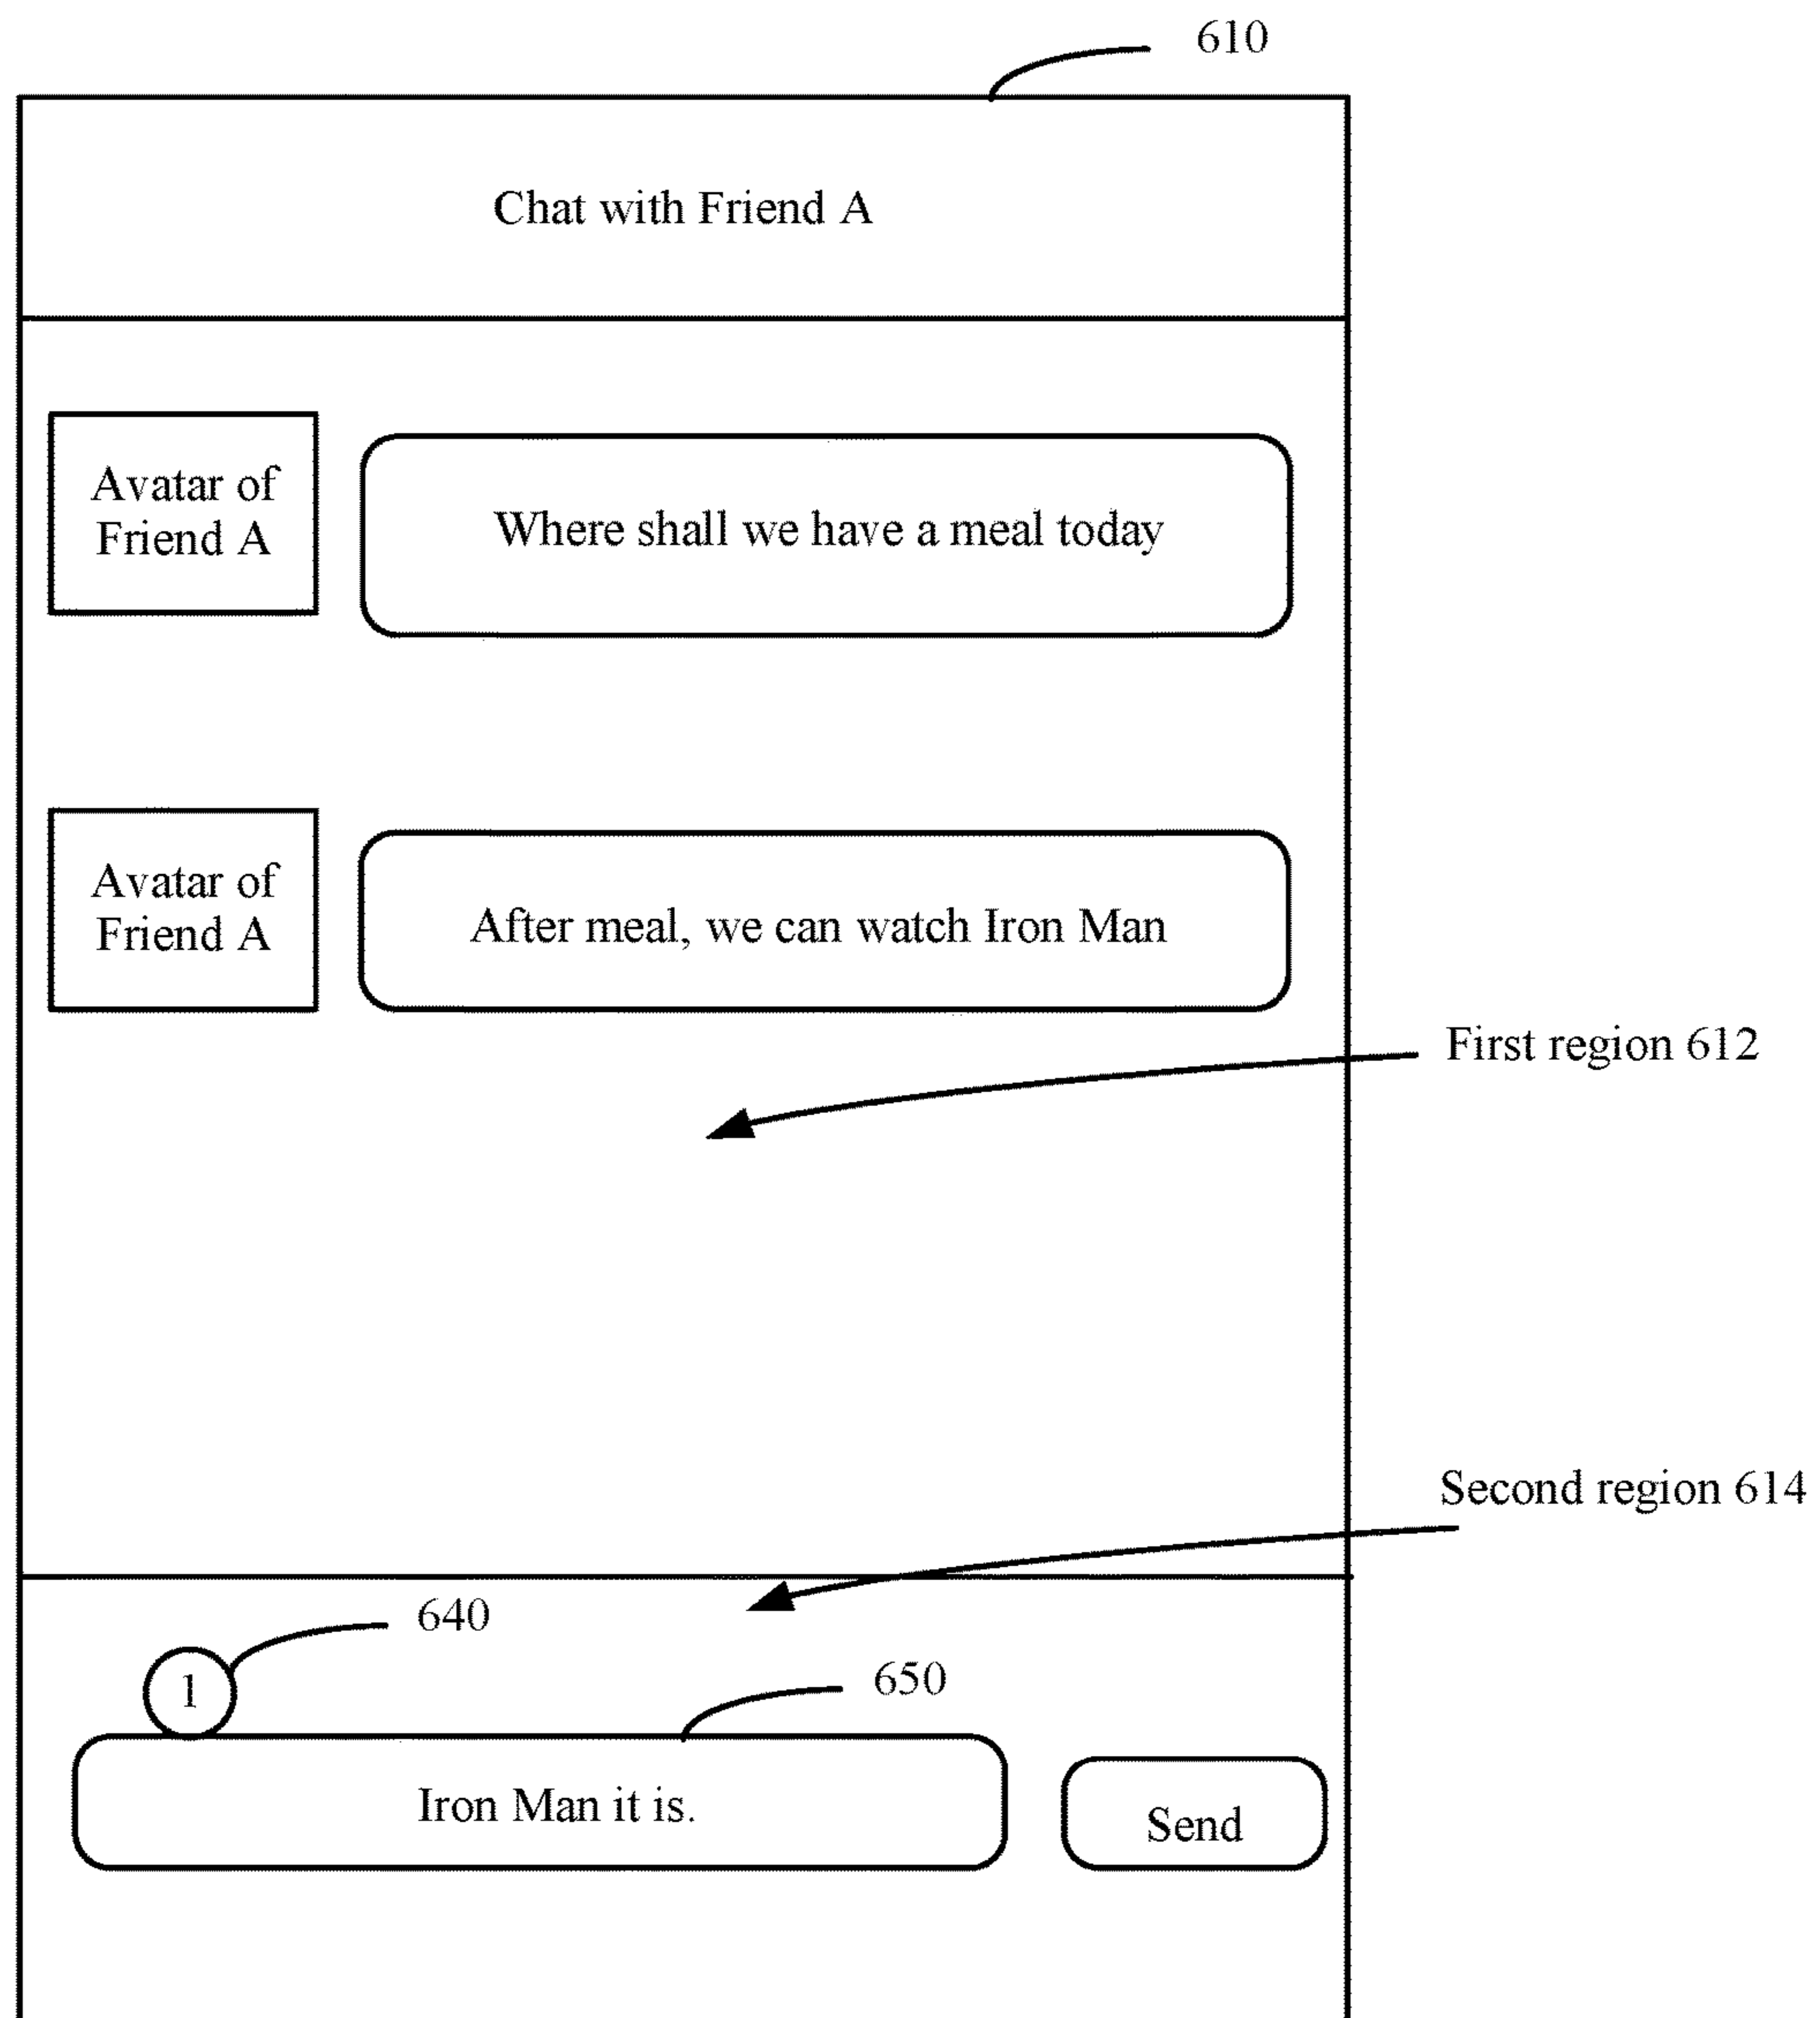 610
Chat with Friend A
Avatar of
Friend A
Where shall we have a meal today
Avatar of
Friend A
After meal, we can watch Iron Man
First region 612
Second region 614
640
1
650
Iron Man it is.
Send